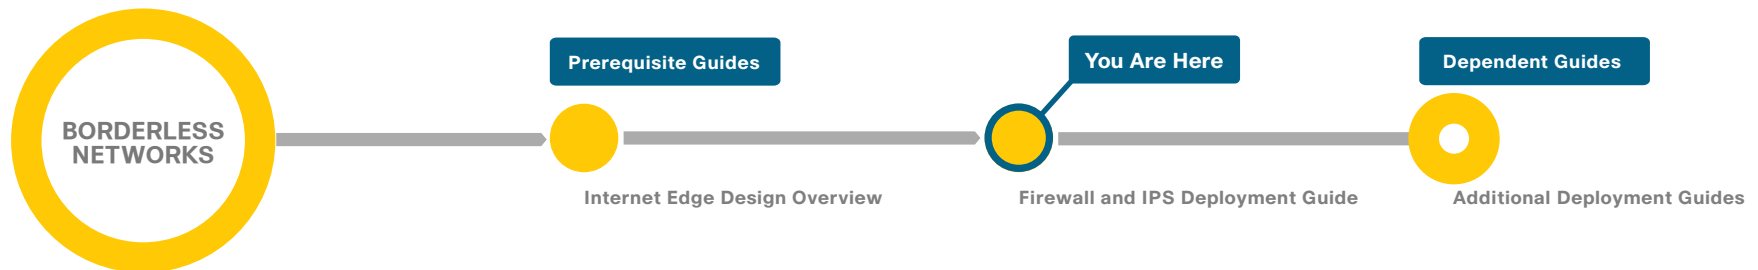 BORDERLESS
NETWORKS
Prerequisite Guides
You Are Here
Dependent Guides
Internet Edge Design Overview
Firewall and IPS Deployment Guide
Additional Deployment Guides